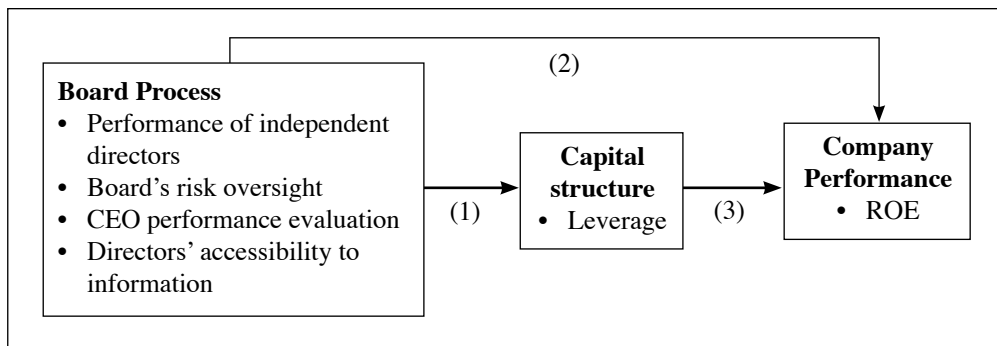 (2)
Board Process
• Performance of independent
directors
• Board’s risk oversight
• CEO performance evaluation
• Directors’ accessibility to
information
(1)
Capital
structure
• Leverage
(3)
Company
Performance
• ROE